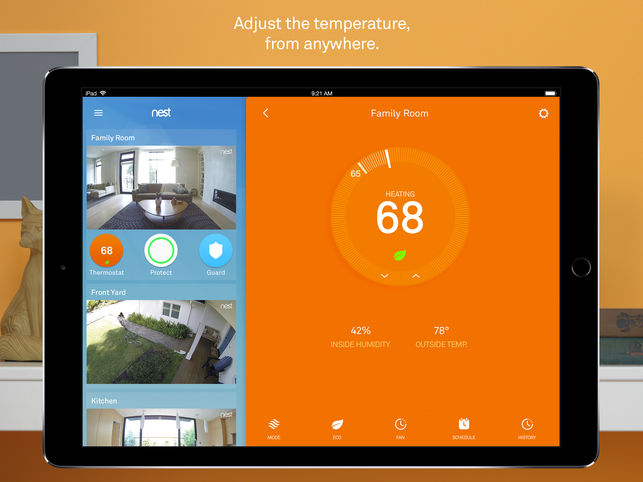 Adjust the temperature,
from anywhere.
iPad
9:21 AM
nest
Family Room
nest
68
Thermostat
Protect
Guard
Front Yard
nest
Kitchen
nest
Family Room
65
HEATING
68
42%
INSIDE HUMIDITY
78°
OUTSIDE TEMP.
MODE
ECO
FAN
SCHEDULE
HISTORY